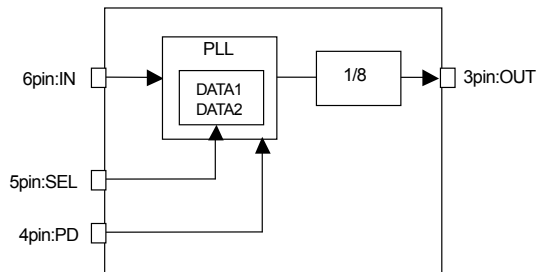 PLL
6pin:IN
DATA1
DATA2
1/8
3pin:OUT
5pin:SEL
4pin:PD